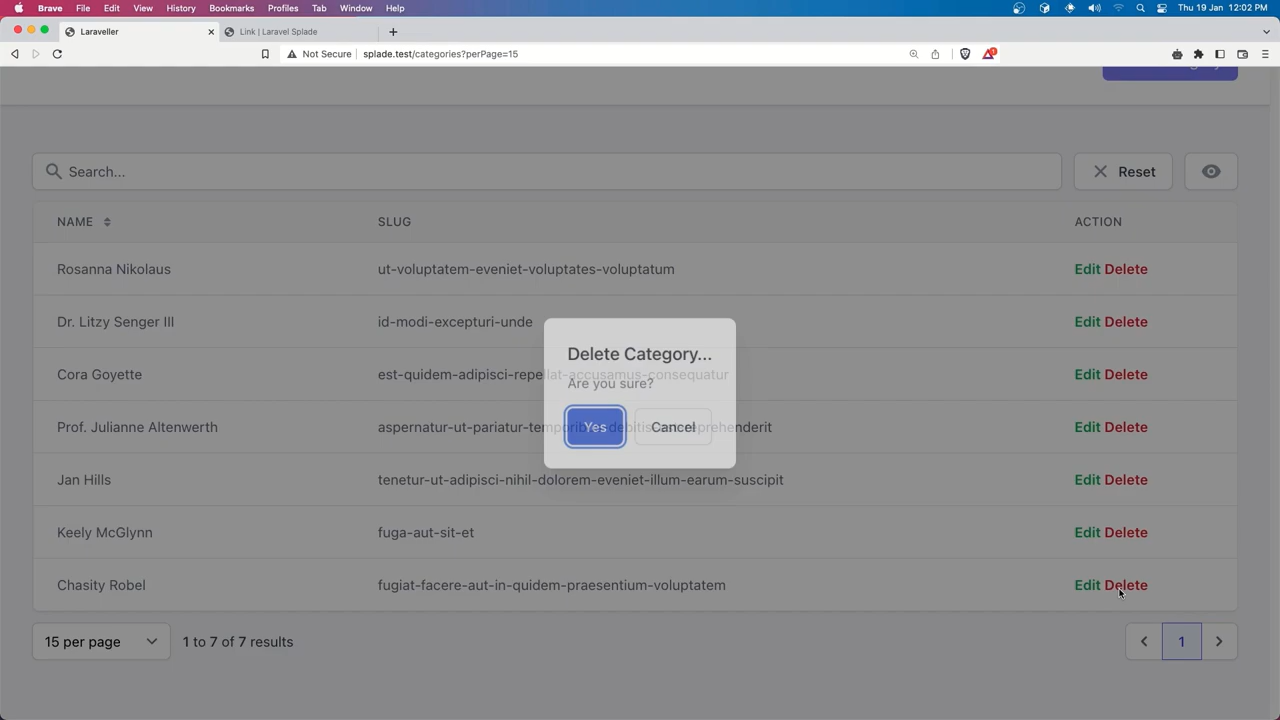 Brave File Edit View History Bookmarks Profiles Tab Window Help Thu 19 Jan 12:02 PM
Laraveller Link | Laravel Splade
Not Secure splade.test/categories?perPage=15
Search... Reset
NAME SLUG ACTION
Rosanna Nikolaus ut-voluptatem-eveniet-voluptates-voluptatum Edit Delete
Dr. Litzy Senger III id-modi-excepturi-unde Edit Delete
Delete Category...
Cora Goyette est-quidem-adipisci-repellat-accusamus-consequatur Edit Delete
Are you sure?
Prof. Julianne Altenwerth aspernatur-ut-pariatur-temporibus-debitis- Edit Delete
Yes Cancel
Jan Hills tenetur-ut-adipisci-nihil-dolorem-eveniet-illum-earum-suscipit Edit Delete
Keely McGlynn fuga-aut-sit-et Edit Delete
Chasity Robel fugiat-facere-aut-in-quidem-praesentium-voluptatem Edit Delete
15 per page 1 to 7 of 7 results 1